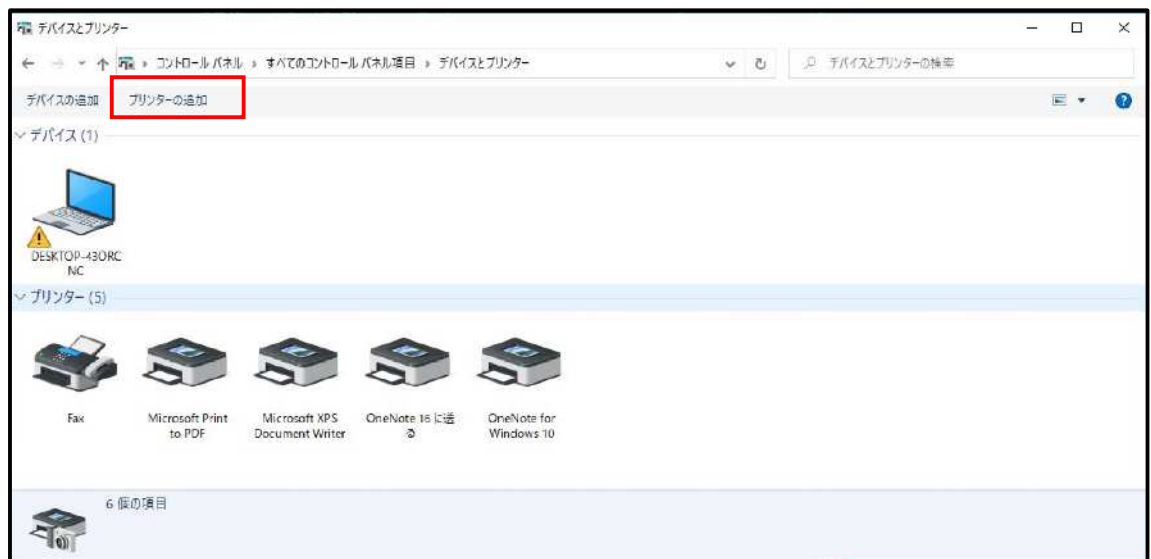 デバイスとプリンター
コントロール パネル › すべてのコントロール パネル項目 › デバイスとプリンター
デバイスとプリンターの検索
デバイスの追加 プリンターの追加
デバイス (1)
DESKTOP-43ORC
NC
プリンター (5)
Fax
Microsoft Print
to PDF
Microsoft XPS
Document Writer
OneNote 16 に送
る
OneNote for
Windows 10
6 個の項目